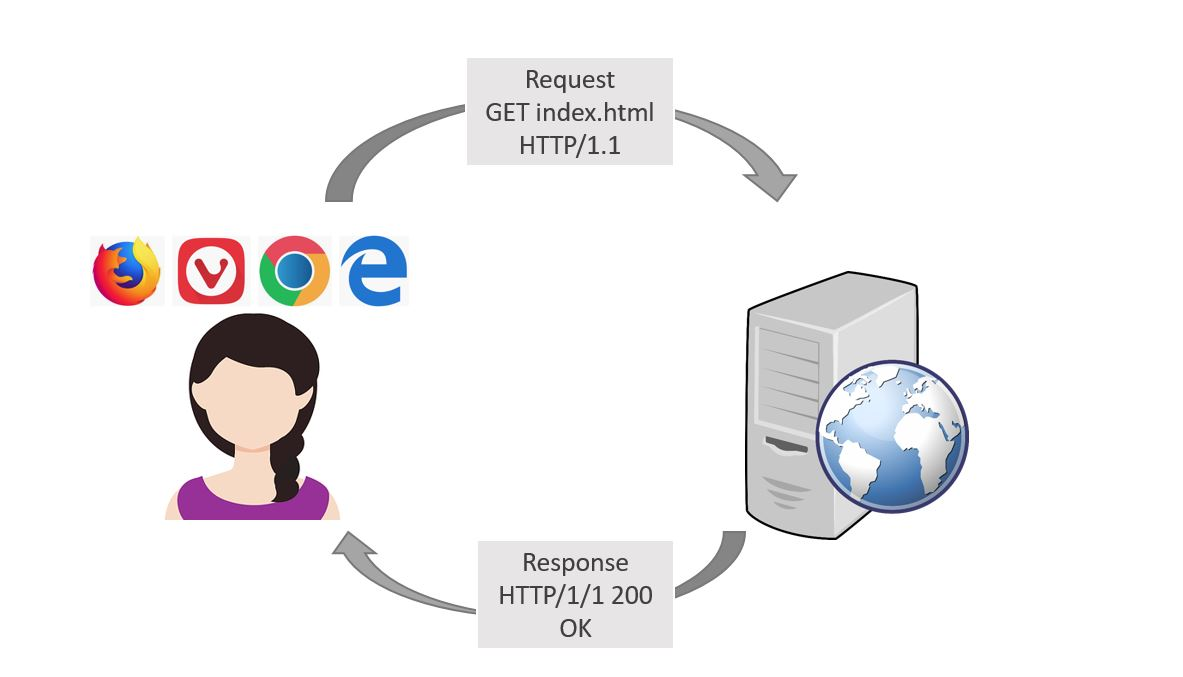 Request
GET index.html
HTTP/1.1
Response
HTTP/1/1 200
OK